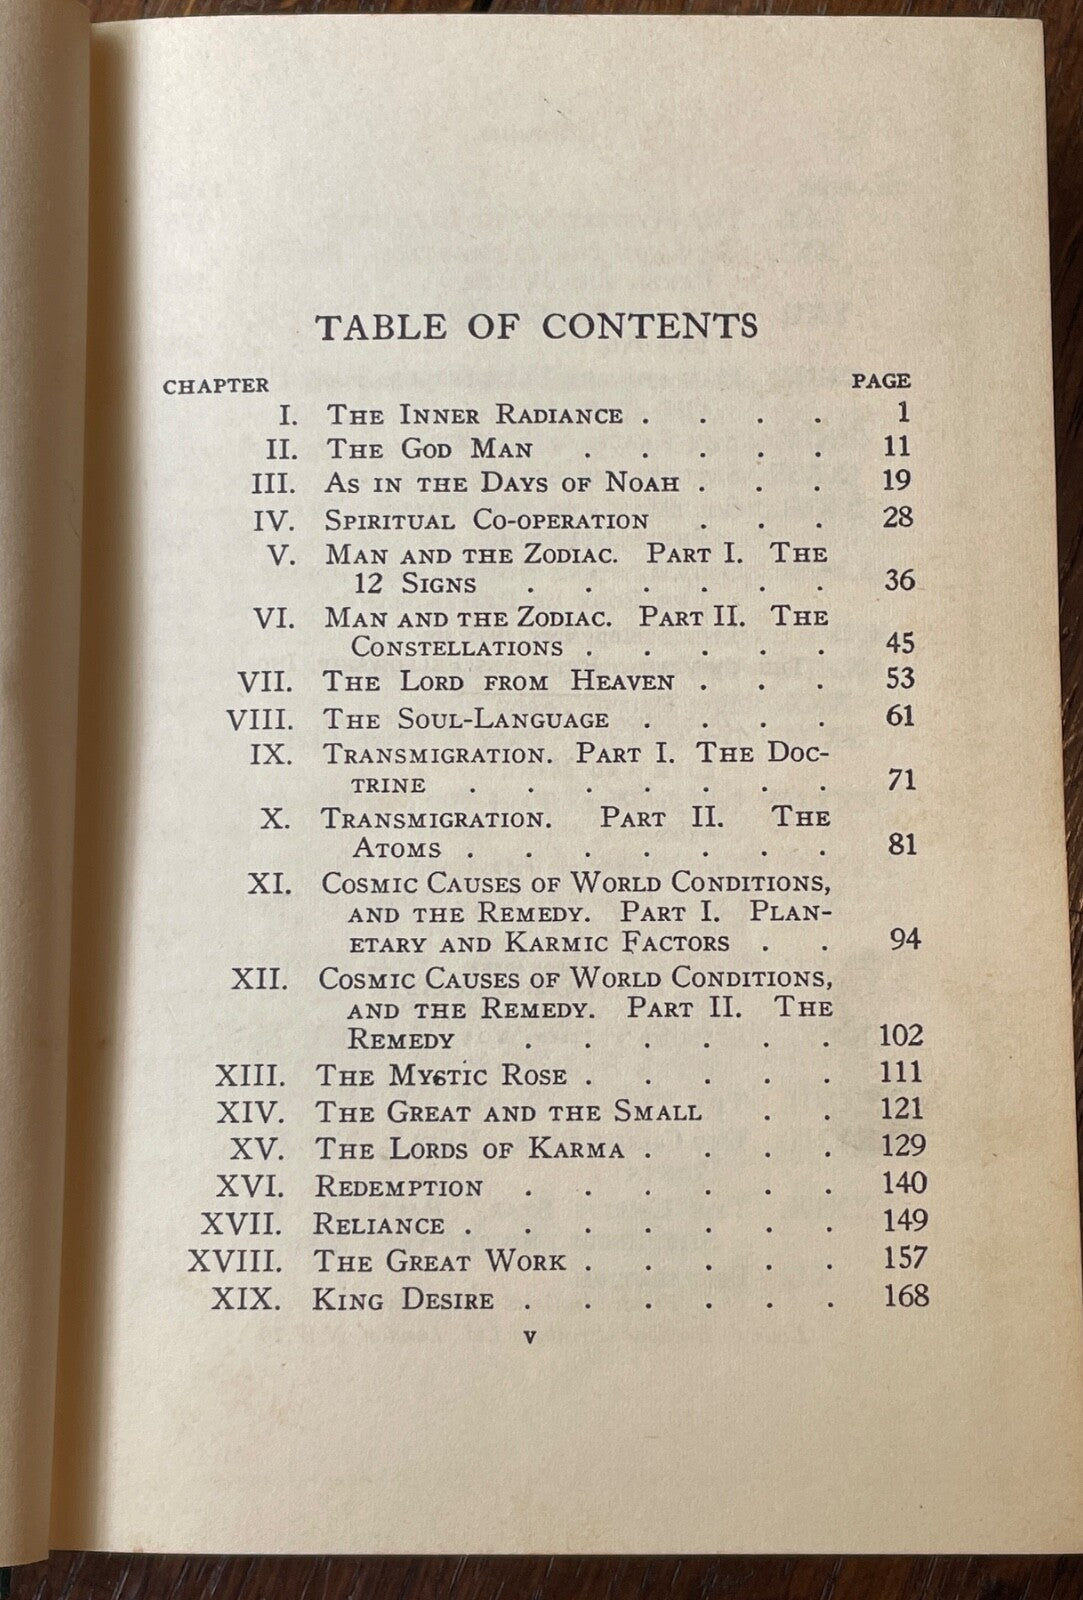 TABLE OF CONTENTS
CHAPTER PAGE
I. THE INNER RADIANCE . . . . 1
II. THE GOD MAN . . . . . 11
III. AS IN THE DAYS OF NOAH . . . 19
IV. SPIRITUAL CO-OPERATION . . . 28
V. MAN AND THE ZODIAC. PART I. THE
12 SIGNS . . . . . . 36
VI. MAN AND THE ZODIAC. PART II. THE
CONSTELLATIONS . . . . . 45
VII. THE LORD FROM HEAVEN . . . 53
VIII. THE SOUL-LANGUAGE . . . . 61
IX. TRANSMIGRATION. PART I. THE DOC-
TRINE . . . . . . . 71
X. TRANSMIGRATION. PART II. THE
ATOMS . . . . . . . 81
XI. COSMIC CAUSES OF WORLD CONDITIONS,
AND THE REMEDY. PART I. PLAN-
ETARY AND KARMIC FACTORS . . 94
XII. COSMIC CAUSES OF WORLD CONDITIONS,
AND THE REMEDY. PART II. THE
REMEDY . . . . . . 102
XIII. THE MYSTIC ROSE . . . . . 111
XIV. THE GREAT AND THE SMALL . . 121
XV. THE LORDS OF KARMA . . . . 129
XVI. REDEMPTION . . . . . . 140
XVII. RELIANCE . . . . . . . 149
XVIII. THE GREAT WORK . . . . . 157
XIX. KING DESIRE . . . . . . 168
v